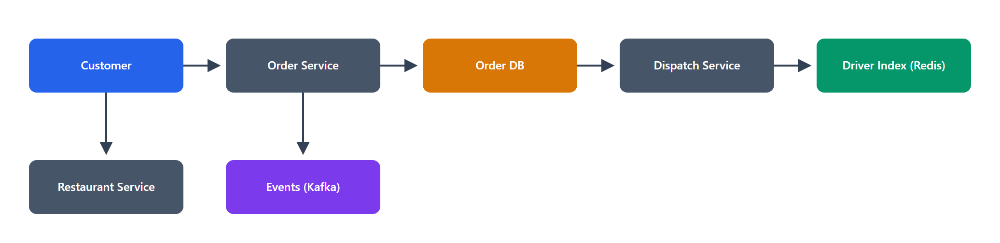 Customer
Order Service
Order DB
Dispatch Service
Driver Index (Redis)
Restaurant Service
Events (Kafka)